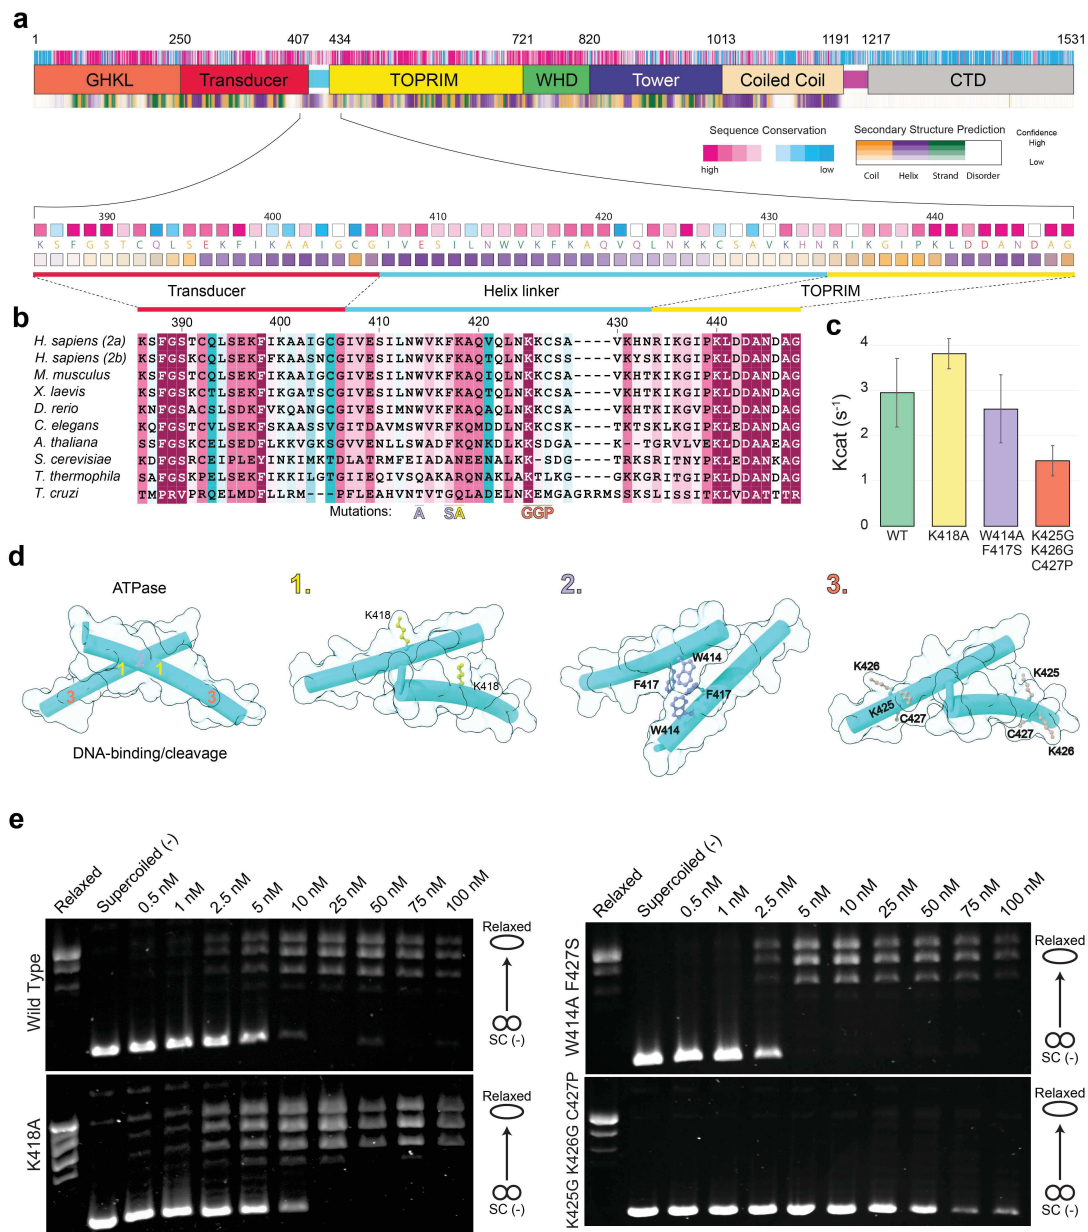 a
1 250 407 434 721 820 1013 1191 1217 1531
GHKL Transducer TOPRIM WHD Tower Coiled Coil CTD
Sequence Conservation
high low
Secondary Structure Prediction
Coil Helix Strand Disorder
Confidence
High
Low
390 400 410 420 430 440
K S F G S T C Q L S E K F I K A A I G C G I V E S I L N W V K F K A Q V Q L N K K C S A V K H N R I K G I P K L D D A N D A G
Transducer Helix linker TOPRIM
b
390 400 410 420 430 440
H. sapiens (2a) KSFGSTCQLSEKFIKAAIGCGIVESILNWVKFKAQVQLNKKCSA----VKHNRIKGIPKLDDANDAG
H. sapiens (2b) KSFGSTCQLSEKFIKAASNCGIVESILNWVKFKAQVQLNKKCSA----VKHNRIKGIPKLDDANDAG
M. musculus KSFGSTCQLSEKFIKAAIGCGIVESILNWVKFKAQIQLNKKCSA----VKHTKIKGIPKLDDANDAG
X. laevis KSFGSTCTLSEKFIKGATSCGIVESILNWVKFKAQTQLNKKCSA----VKHTKIKGIPKLDDANDAG
D. rerio KNFGSACSLSDKFVKQANGCGIVESIMNWVKFKAQAQLNKKCSA----VKHTKIKGVPKLDDANDAG
C. elegans KQFGSTCVLSEKFSKAASSVGITDAVMSWVRFKQMDDLNKKCSK----TKTSKLKGIPKLEDANDAG
A. thaliana SSFGSKCELSEDFLKKVGKSGVVENLLSWADFKQNKDLKKSDGA----K--TGRVLVEKLDDAAEAG
S. cerevisiae KDFGSRCEIPLEYINKIMKTDLATRMFEIADANEENALKK-SDG----TRKSRITNYPKLEDANKAG
T. thermophila SAFGSKPELSEKFIKKILGTGIIEQIVSQAKARQNAKLAKTLKG----GKKSRILSIPKLDDANDAG
T. cruzi TMPRVPRQELMDFLLRM---PFLEAHVNTVTGQLADELNKEMGAGRRMSSKSLISSITKLVDATTTR
Mutations: A SA GGP
c
Kcat (s-1)
4
3
2
1
0
WT K418A W414A F417S K425G K426G C427P
d
ATPase
1 2 1
3 3
DNA-binding/cleavage
1.
K418
K418
2.
W414
F417 F417
W414
3.
K426 K425
K425 C427
C427 K426
e
Relaxed Supercoiled (-) 0.5 nM 1 nM 2.5 nM 5 nM 10 nM 25 nM 50 nM 75 nM 100 nM
Wild Type
Relaxed
SC (-)
K418A
Relaxed
SC (-)
Relaxed Supercoiled (-) 0.5 nM 1 nM 2.5 nM 5 nM 10 nM 25 nM 50 nM 75 nM 100 nM
W414A F427S
Relaxed
SC (-)
K425G K426G C427P
Relaxed
SC (-)